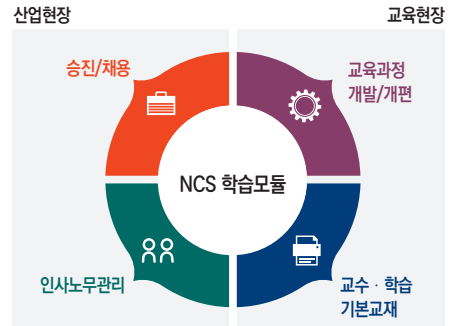 산업현장
교육현장
승진/채용
교육과정
개발/개편
NCS 학습모듈
인사노무관리
교수 · 학습
기본교재